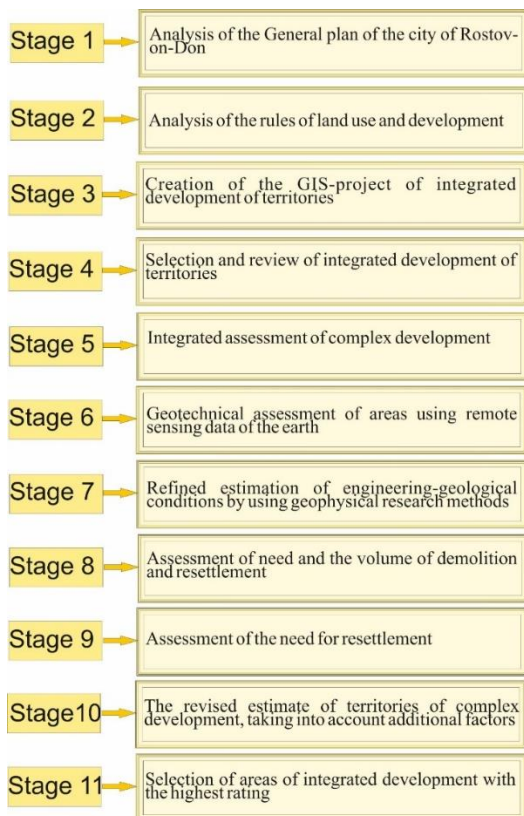 Stage 1
Analysis of the General plan of the city of Rostov-
on-Don
Stage 2
Analysis of the rules of land use and development
Stage 3
Creation of the GIS-project of integrated
development of territories
Stage 4
Selection and review of integrated development of
territories
Stage 5
Integrated assessment of complex development
Stage 6
Geotechnical assessment of areas using remote
sensing data of the earth
Stage 7
Refined estimation of engineering-geological
conditions by using geophysical research methods
Stage 8
Assessment of need and the volume of demolition
and resettlement
Stage 9
Assessment of the need for resettlement
Stage10
The revised estimate of territories of complex
development, taking into account additional factors
Stage 11
Selection of areas of integrated development with
the highest rating